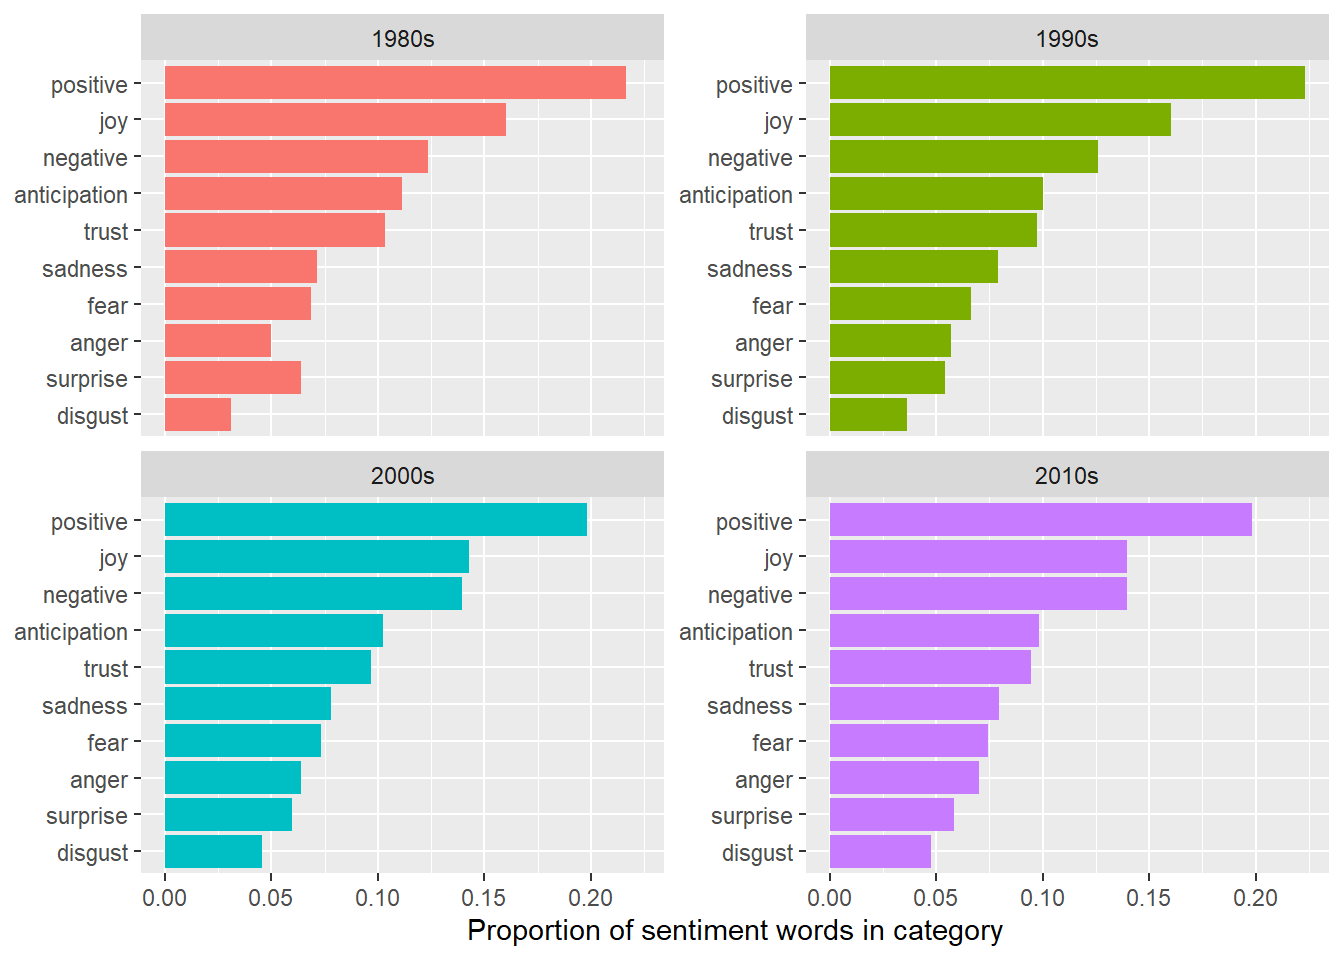 1980s
positive
joy
negative
anticipation
trust
sadness
fear
anger
surprise
disgust
1990s
positive
joy
negative
anticipation
trust
sadness
fear
anger
surprise
disgust
2000s
positive
joy
negative
anticipation
trust
sadness
fear
anger
surprise
disgust
0.00 0.05 0.10 0.15 0.20
2010s
positive
joy
negative
anticipation
trust
sadness
fear
anger
surprise
disgust
0.00 0.05 0.10 0.15 0.20
Proportion of sentiment words in category